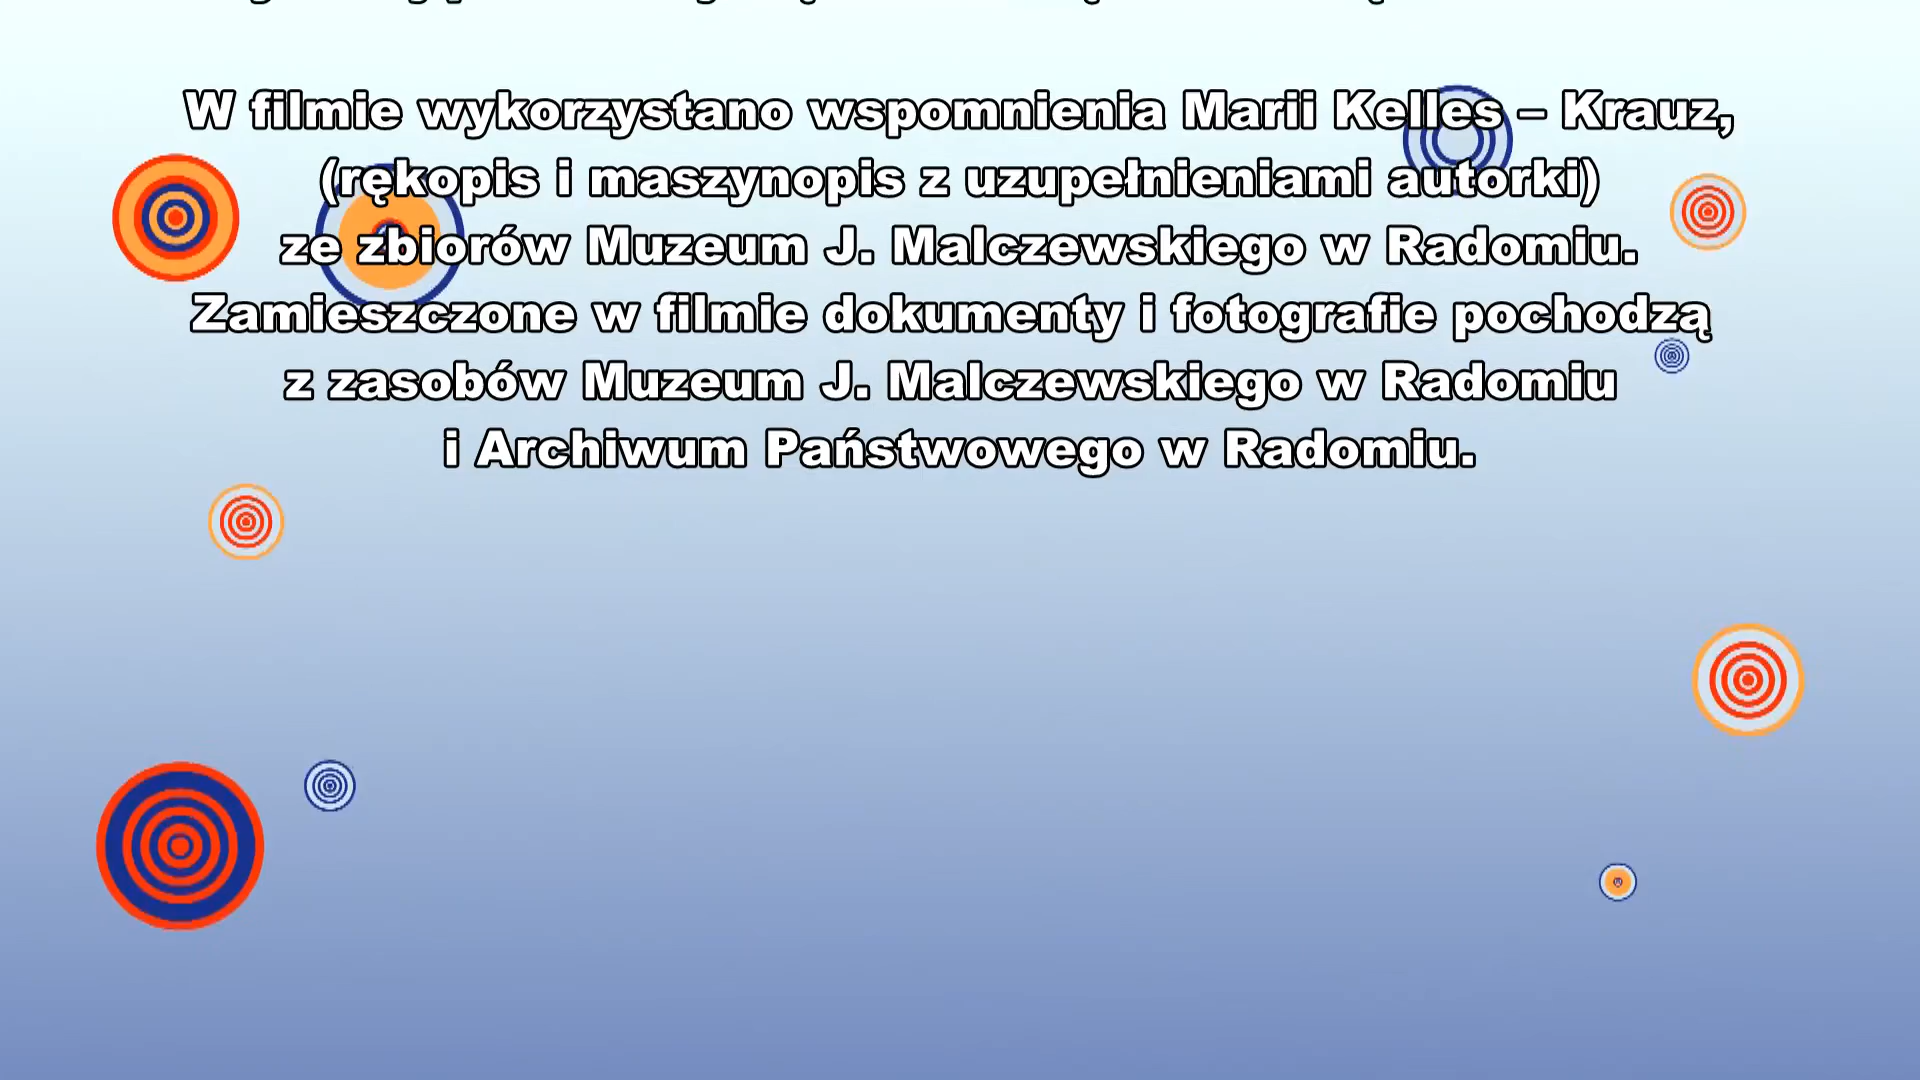 W filmie wykorzystano wspomnienia Marii Kelles – Krauz,
(rękopis i maszynopis z uzupełnieniami autorki)
ze zbiorów Muzeum J. Malczewskiego w Radomiu.
Zamieszczone w filmie dokumenty i fotografie pochodzą
z zasobów Muzeum J. Malczewskiego w Radomiu
i Archiwum Państwowego w Radomiu.